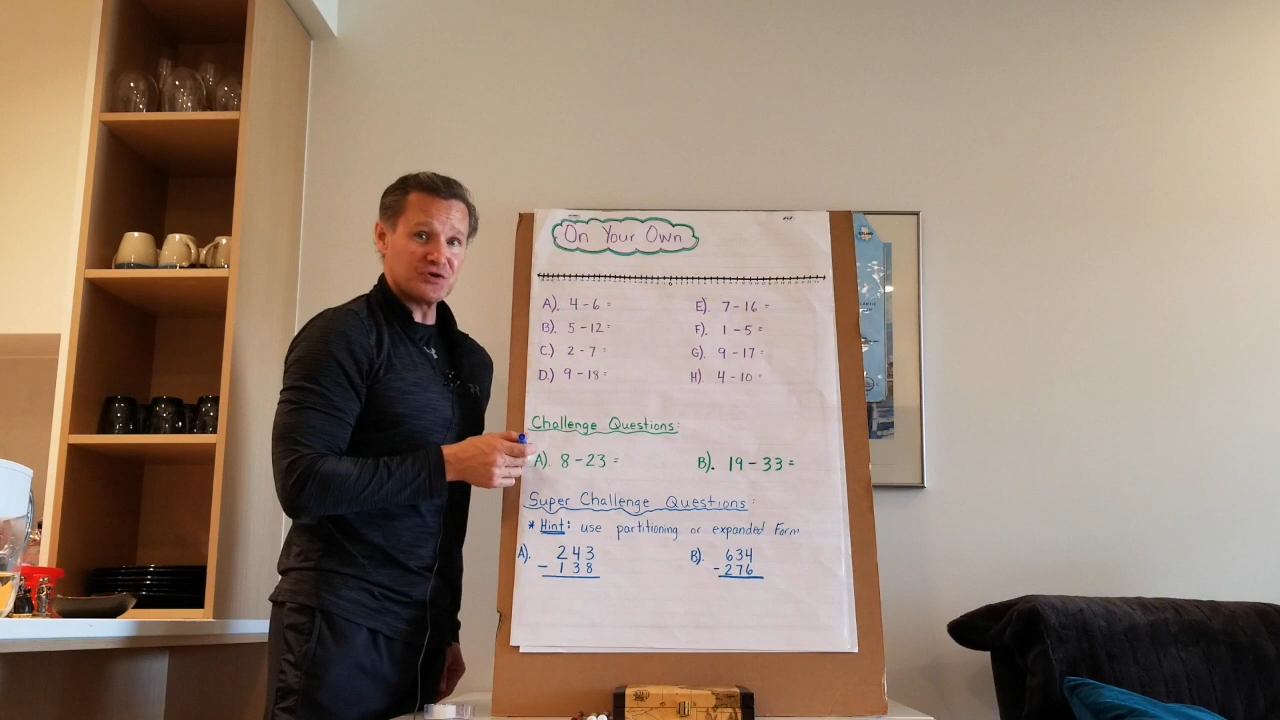 On Your Own
0
A). 4 - 6 =
B). 5 - 12 =
C.) 2 - 7 =
D.) 9 - 18 =
E). 7 - 16 =
F). 1 - 5 =
G). 9 - 17 =
H). 4 - 10 =
Challenge Questions:
A). 8 - 23 =
B). 19 - 33 =
Super Challenge Questions:
* Hint: use partitioning or expanded Form
A). 243
- 138
B). 634
- 276